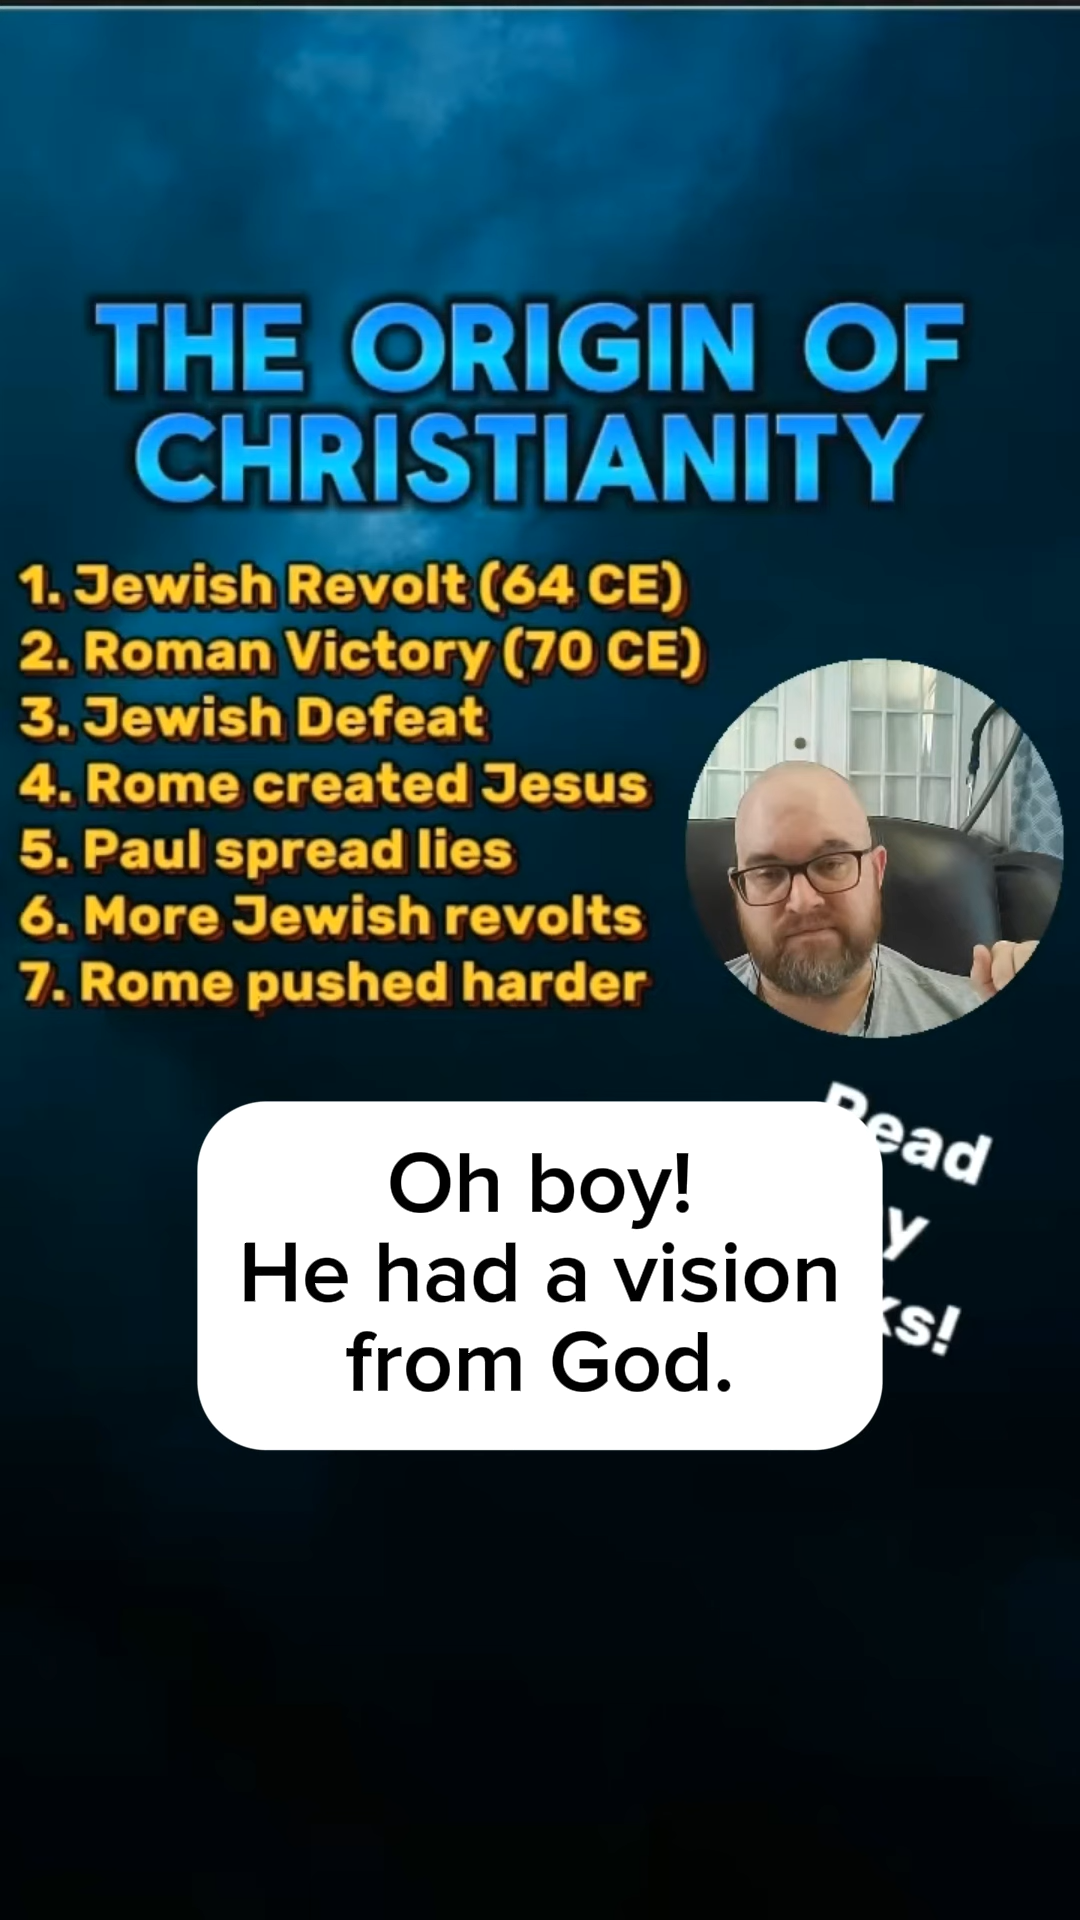 THE ORIGIN OF
CHRISTIANITY
1. Jewish Revolt (64 CE)
2. Roman Victory (70 CE)
3. Jewish Defeat
4. Rome created Jesus
5. Paul spread lies
6. More Jewish revolts
7. Rome pushed harder
Read
Oh boy!
He had a vision
from God.